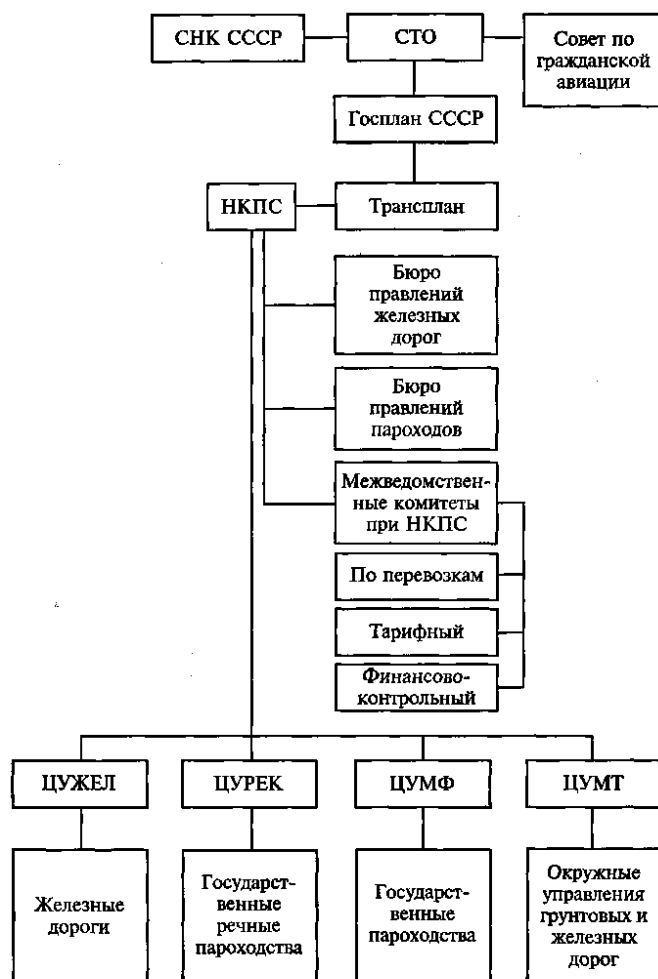 СНК СССР
СТО
Совет по
гражданской
авиации
Госплан СССР
НКПС
Трансплан
Бюро
правлений
железных
дорог
Бюро
правлений
пароходов
Межведомствен-
ные комитеты
при НКПС
По перевозкам
Тарифный
Финансово-
контрольный
ЦУЖЕЛ
ЦУРЕК
ЦУМФ
ЦУМТ
Железные
дороги
Государст-
венные
речные
пароходства
Государст-
венные
пароходства
Окружные
управления
грунтовых и
железных
дорог